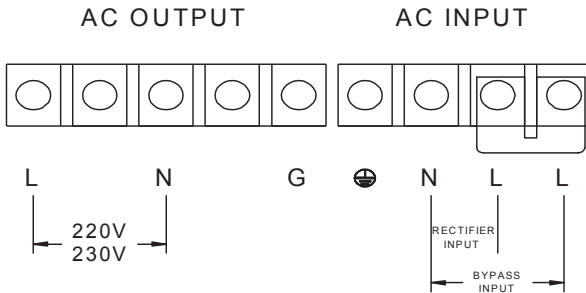 AC OUTPUT
AC INPUT
L N G N L L
220V
230V
RECTIFIER
INPUT
BYPASS
INPUT